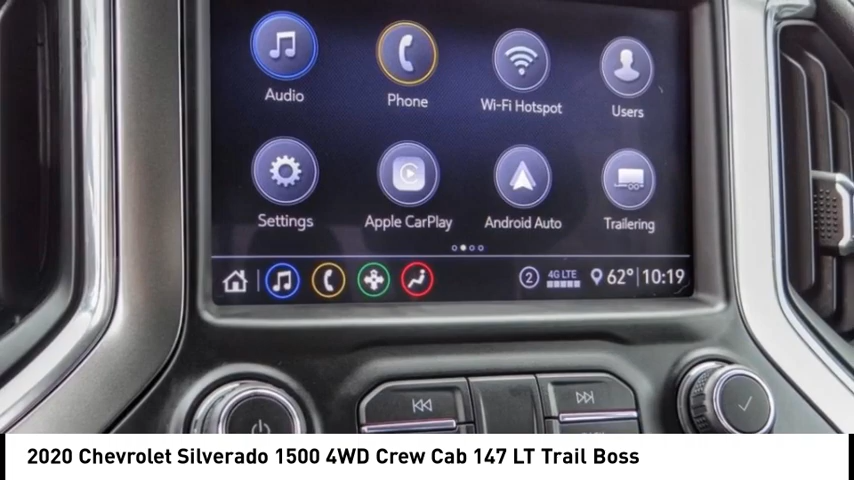 Audio
Phone
Wi-Fi Hotspot
Users
Settings
Apple CarPlay
Android Auto
Trailering
2 4G LTE 62° 10:19
2020 Chevrolet Silverado 1500 4WD Crew Cab 147 LT Trail Boss